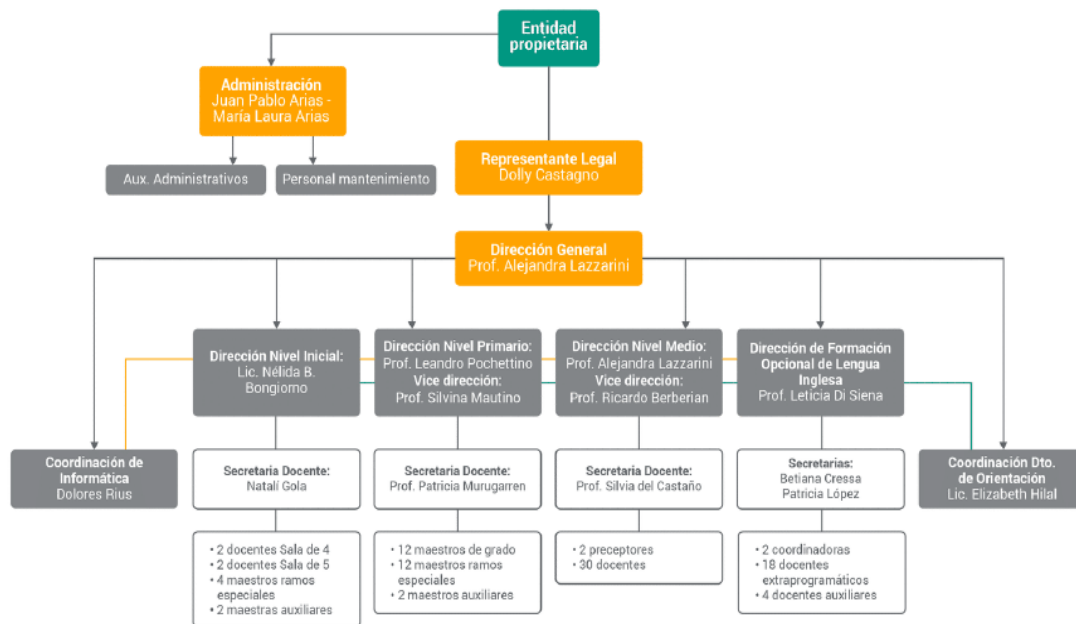 Entidad
propietaria
Administración
Juan Pablo Arias -
María Laura Arias
Aux. Administrativos
Personal mantenimiento
Representante Legal
Dolly Castagno
Dirección General
Prof. Alejandra Lazzarini
Dirección Nivel Inicial:
Lic. Nélida B.
Bongiorno
Dirección Nivel Primario:
Prof. Leandro Pochettino
Vice dirección:
Prof. Silvina Mautino
Dirección Nivel Medio:
Prof. Alejandra Lazzarini
Vice dirección:
Prof. Ricardo Berberian
Dirección de Formación
Opcional de Lengua
Inglesa
Prof. Leticia Di Siena
Coordinación de
Informática
Dolores Rius
Secretaria Docente:
Natalí Gola
Secretaria Docente:
Prof. Patricia Murugarren
Secretaria Docente:
Prof. Silvia del Castaño
Secretarias:
Betiana Cressa
Patricia López
Coordinación Dto.
de Orientación
Lic. Elizabeth Hilal
• 2 docentes Sala de 4
• 2 docentes Sala de 5
• 4 maestros ramos
especiales
• 2 maestras auxiliares
• 12 maestros de grado
• 12 maestros ramos
especiales
• 2 maestros auxiliares
• 2 preceptores
• 30 docentes
• 2 coordinadoras
• 18 docentes
extraprogramáticos
• 4 docentes auxiliares